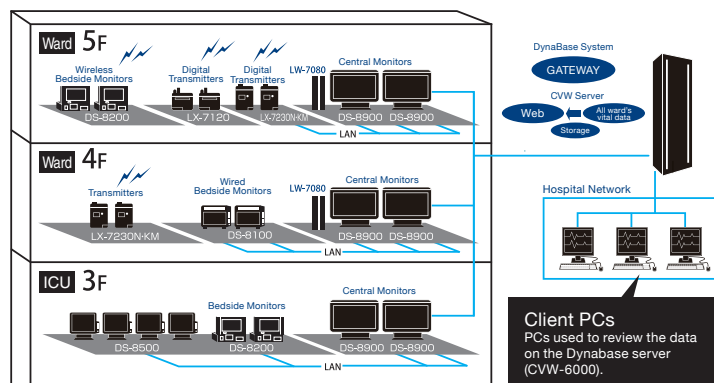 Ward 5F
Wireless
Bedside Monitors
DS-8200
Digital
Transmitters
LX-7120
Digital
Transmitters
LX-7230N•KM
LW-7080
Central Monitors
DS-8900 DS-8900
LAN
Ward 4F
Transmitters
LX-7230N•KM
Wired
Bedside Monitors
DS-8100
LW-7080
Central Monitors
DS-8900 DS-8900
LAN
ICU 3F
DS-8500
Bedside Monitors
DS-8200
Central Monitors
DS-8900 DS-8900
LAN
DynaBase System
GATEWAY
CVW Server
Web
All ward's
vital data
Storage
Hospital Network
Client PCs
PCs used to review the data
on the Dynabase server
(CVW-6000).